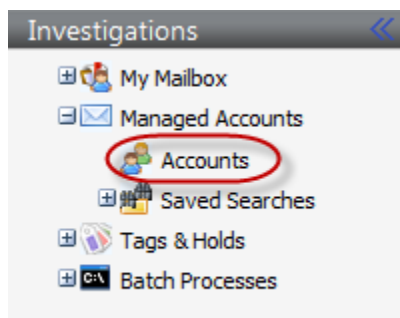 Investigations
My Mailbox
Managed Accounts
Accounts
Saved Searches
Tags & Holds
C:\
Batch Processes